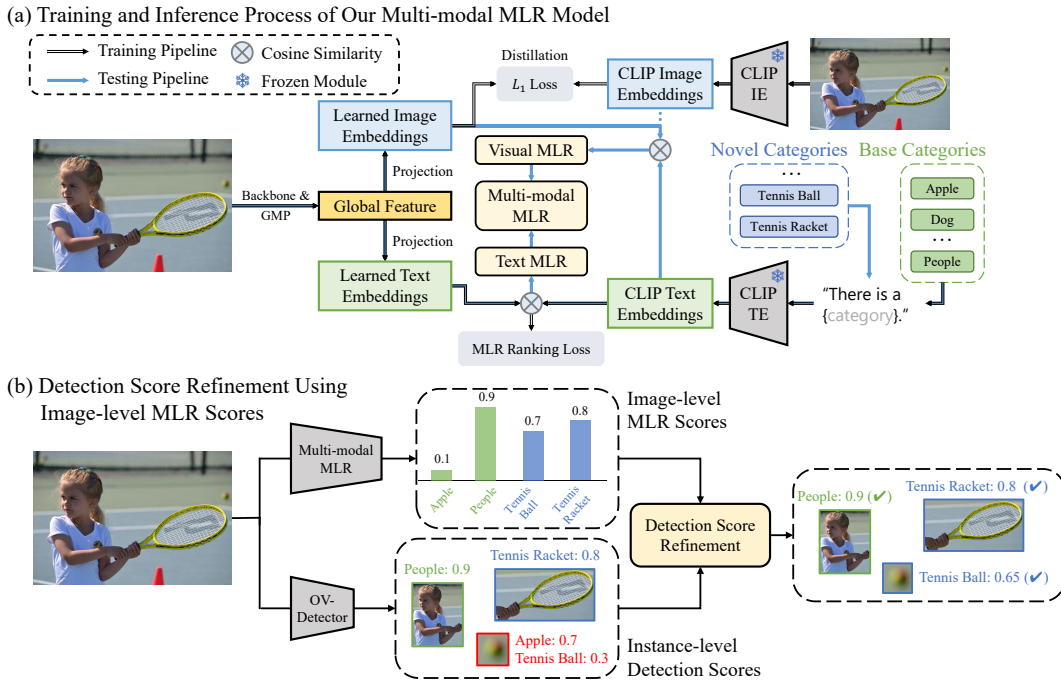 (a) Training and Inference Process of Our Multi-modal MLR Model
Training Pipeline
Cosine Similarity
Testing Pipeline
Frozen Module
Distillation
L1 Loss
CLIP Image
Embeddings
CLIP
IE
Learned Image
Embeddings
Visual MLR
Novel Categories
Base Categories
...
Tennis Ball
Tennis Racket
Apple
Dog
...
People
Projection
Multi-modal
MLR
Backbone &
GMP
Global Feature
Projection
Text MLR
Learned Text
Embeddings
CLIP Text
Embeddings
CLIP
TE
“There is a
{category}.”
MLR Ranking Loss
(b) Detection Score Refinement Using
Image-level MLR Scores
Multi-modal
MLR
0.1
0.9
0.7
0.8
Apple
People
Tennis
Ball
Tennis
Racket
Image-level
MLR Scores
OV-
Detector
People: 0.9
Tennis Racket: 0.8
Apple: 0.7
Tennis Ball: 0.3
Instance-level
Detection Scores
Detection Score
Refinement
People: 0.9 (✔)
Tennis Racket: 0.8 (✔)
Tennis Ball: 0.65 (✔)